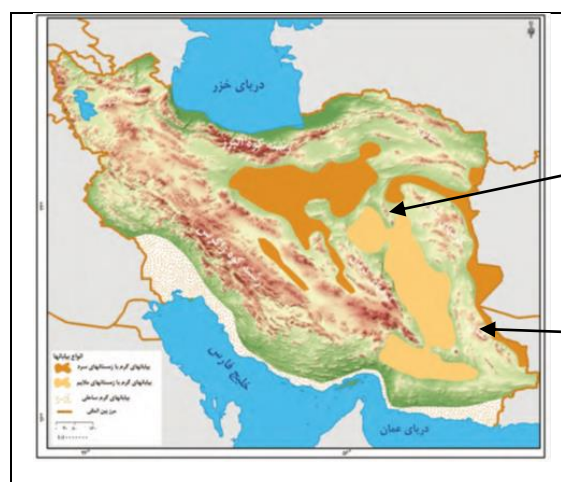 دریای خزر
خلیج فارس
دریای عمان
انواع بیابانها
بیابانهای گرم با زمستانهای سرد
بیابانهای گرم با زمستانهای ملایم
بیابانهای گرم ساحلی
مرز بین المللی